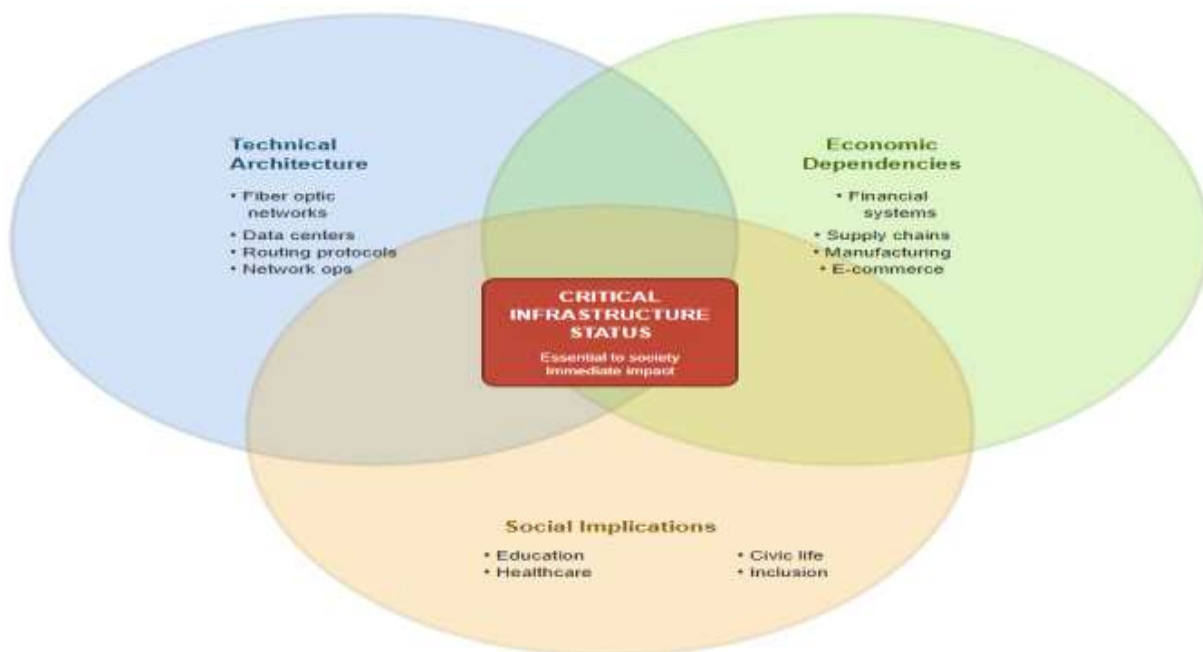 Technical
Architecture
• Fiber optic
networks
• Data centers
• Routing protocols
• Network ops
Economic
Dependencies
• Financial
systems
• Supply chains
• Manufacturing
• E-commerce
CRITICAL
INFRASTRUCTURE
STATUS
Essential to society
Immediate impact
Social Implications
• Education
• Healthcare
• Civic life
• Inclusion